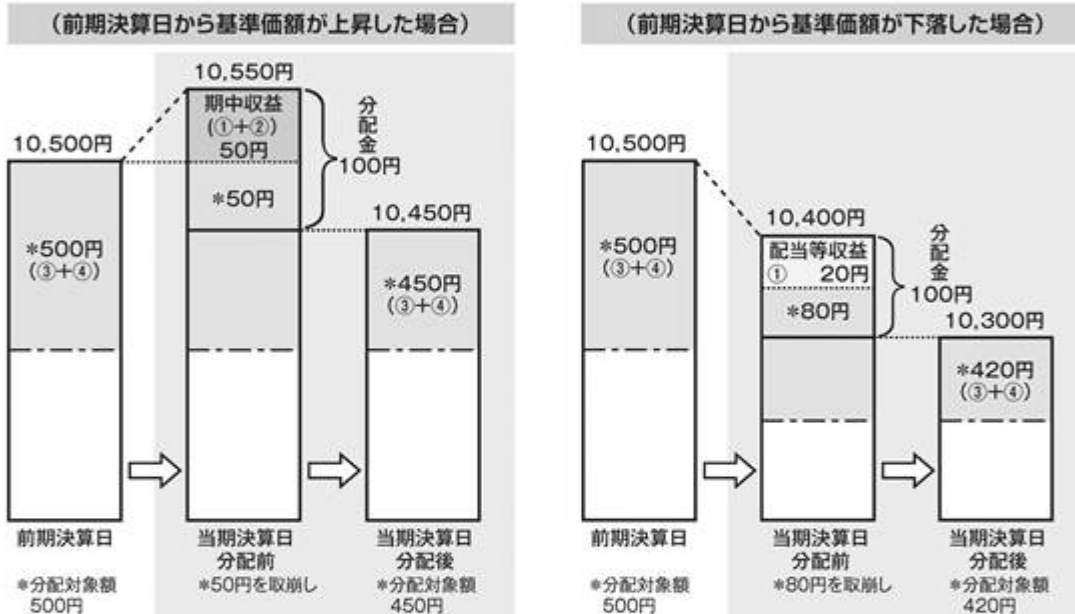 （前期決算日から基準価額が上昇した場合）
10,550円
期中収益
(①＋②)
50円
分配金
100円
10,500円
＊50円
10,450円
＊500円
(③＋④)
＊450円
(③＋④)
前期決算日
当期決算日
分配前
当期決算日
分配後
＊分配対象額
500円
＊50円を取崩し
＊分配対象額
450円
（前期決算日から基準価額が下落した場合）
10,500円
10,400円
配当等収益
① 20円
分配金
100円
＊500円
(③＋④)
＊80円
10,300円
＊420円
(③＋④)
前期決算日
当期決算日
分配前
当期決算日
分配後
＊分配対象額
500円
＊80円を取崩し
＊分配対象額
420円